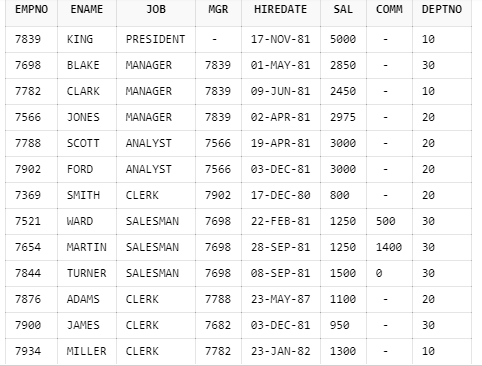 EMPNO ENAME JOB MGR HIREDATE SAL COMM DEPTNO
7839 KING PRESIDENT - 17-NOV-81 5000 - 10
7698 BLAKE MANAGER 7839 01-MAY-81 2850 - 30
7782 CLARK MANAGER 7839 09-JUN-81 2450 - 10
7566 JONES MANAGER 7839 02-APR-81 2975 - 20
7788 SCOTT ANALYST 7566 19-APR-81 3000 - 20
7902 FORD ANALYST 7566 03-DEC-81 3000 - 20
7369 SMITH CLERK 7902 17-DEC-80 800 - 20
7521 WARD SALESMAN 7698 22-FEB-81 1250 500 30
7654 MARTIN SALESMAN 7698 28-SEP-81 1250 1400 30
7844 TURNER SALESMAN 7698 08-SEP-81 1500 0 30
7876 ADAMS CLERK 7788 23-MAY-87 1100 - 20
7900 JAMES CLERK 7682 03-DEC-81 950 - 30
7934 MILLER CLERK 7782 23-JAN-82 1300 - 10